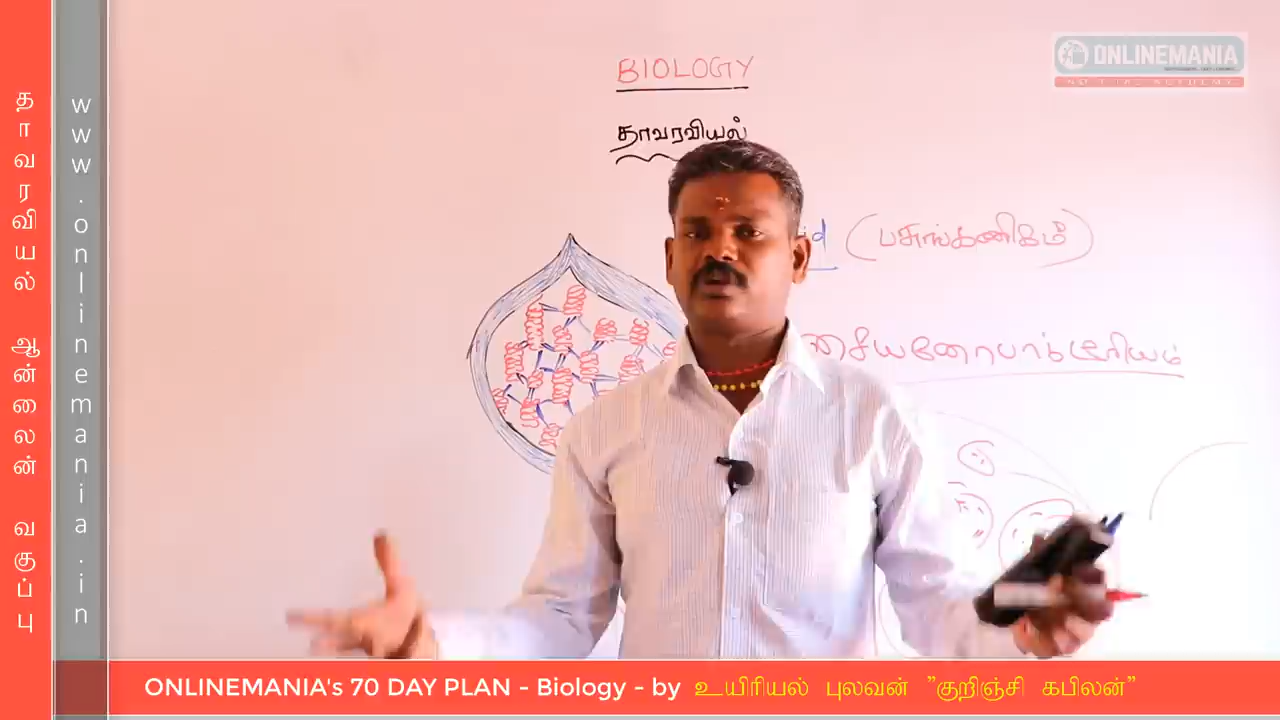 தாவரவியல் ஆன்லைன் வகுப்பு
www.onlinemania.in
ONLINEMANIA
BIOLOGY
தாவரவியல்
id (பசுங்கணிகம்)
சையனோபாக்டீரியம்
ONLINEMANIA's 70 DAY PLAN - Biology - by உயிரியல் புலவன் ”குறிஞ்சி கபிலன்”